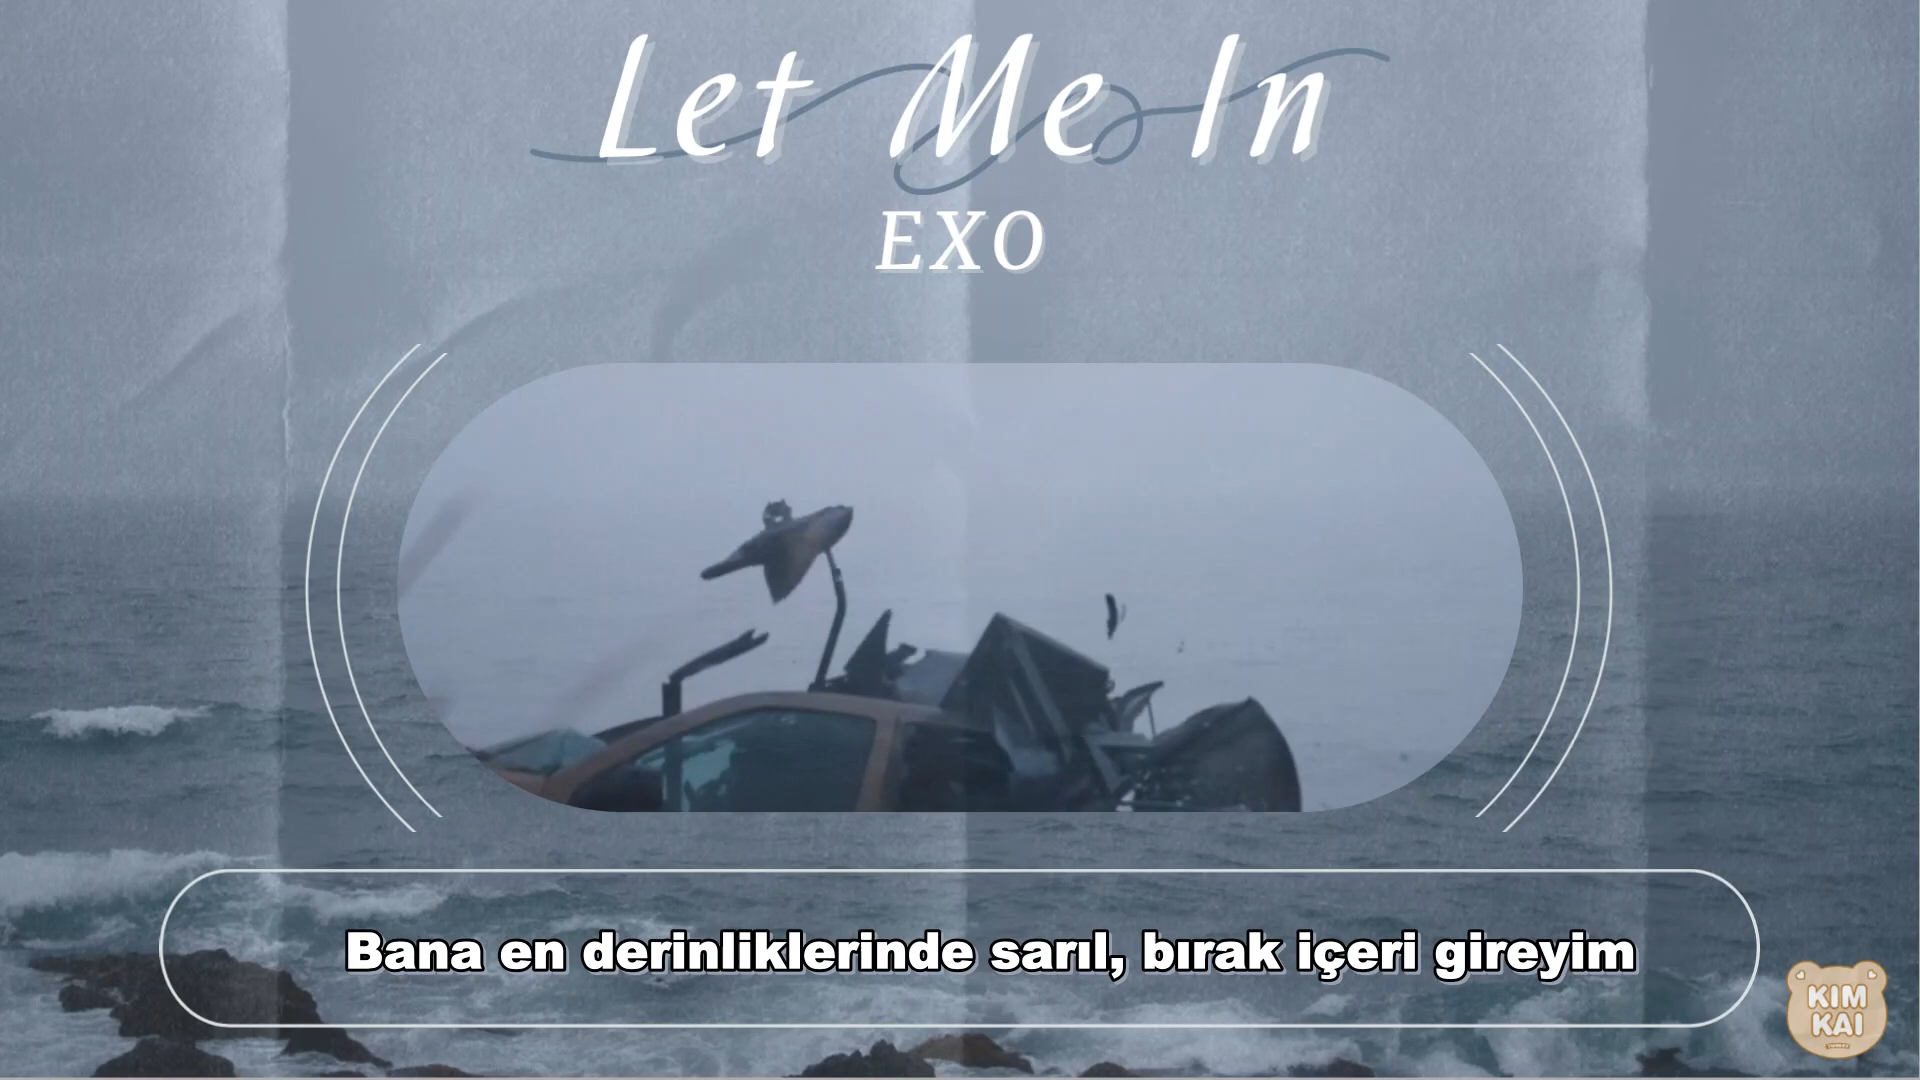 Let Me In
EXO
Bana en derinliklerinde sarıl, bırak içeri gireyim
KIM
KAI